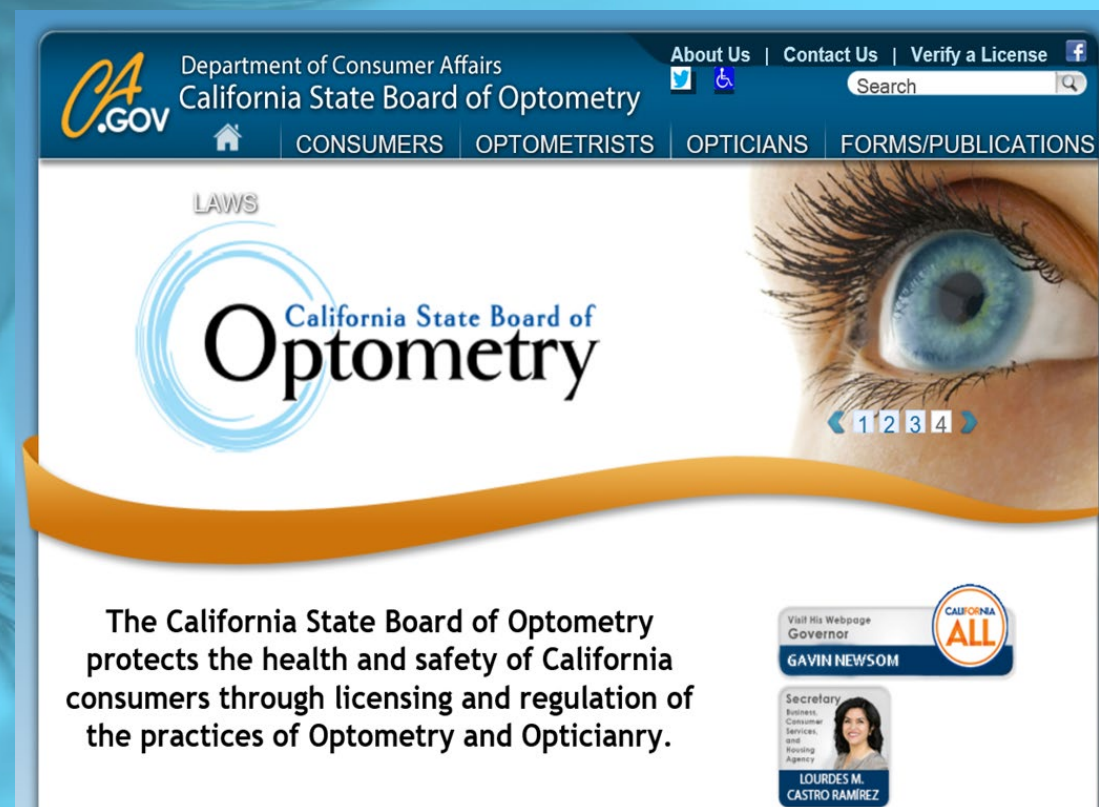 CA
.GOV
Department of Consumer Affairs
California State Board of Optometry
About Us | Contact Us | Verify a License
Search
CONSUMERS | OPTOMETRISTS | OPTICIANS | FORMS/PUBLICATIONS
LAWS
California State Board of
Optometry
1 2 3 4
The California State Board of Optometry
protects the health and safety of California
consumers through licensing and regulation of
the practices of Optometry and Opticianry.
Visit His Webpage
Governor
GAVIN NEWSOM
CALIFORNIA
ALL
Secretary
Business,
Consumer
Services,
and
Housing
Agency
LOURDES M.
CASTRO RAMÍREZ